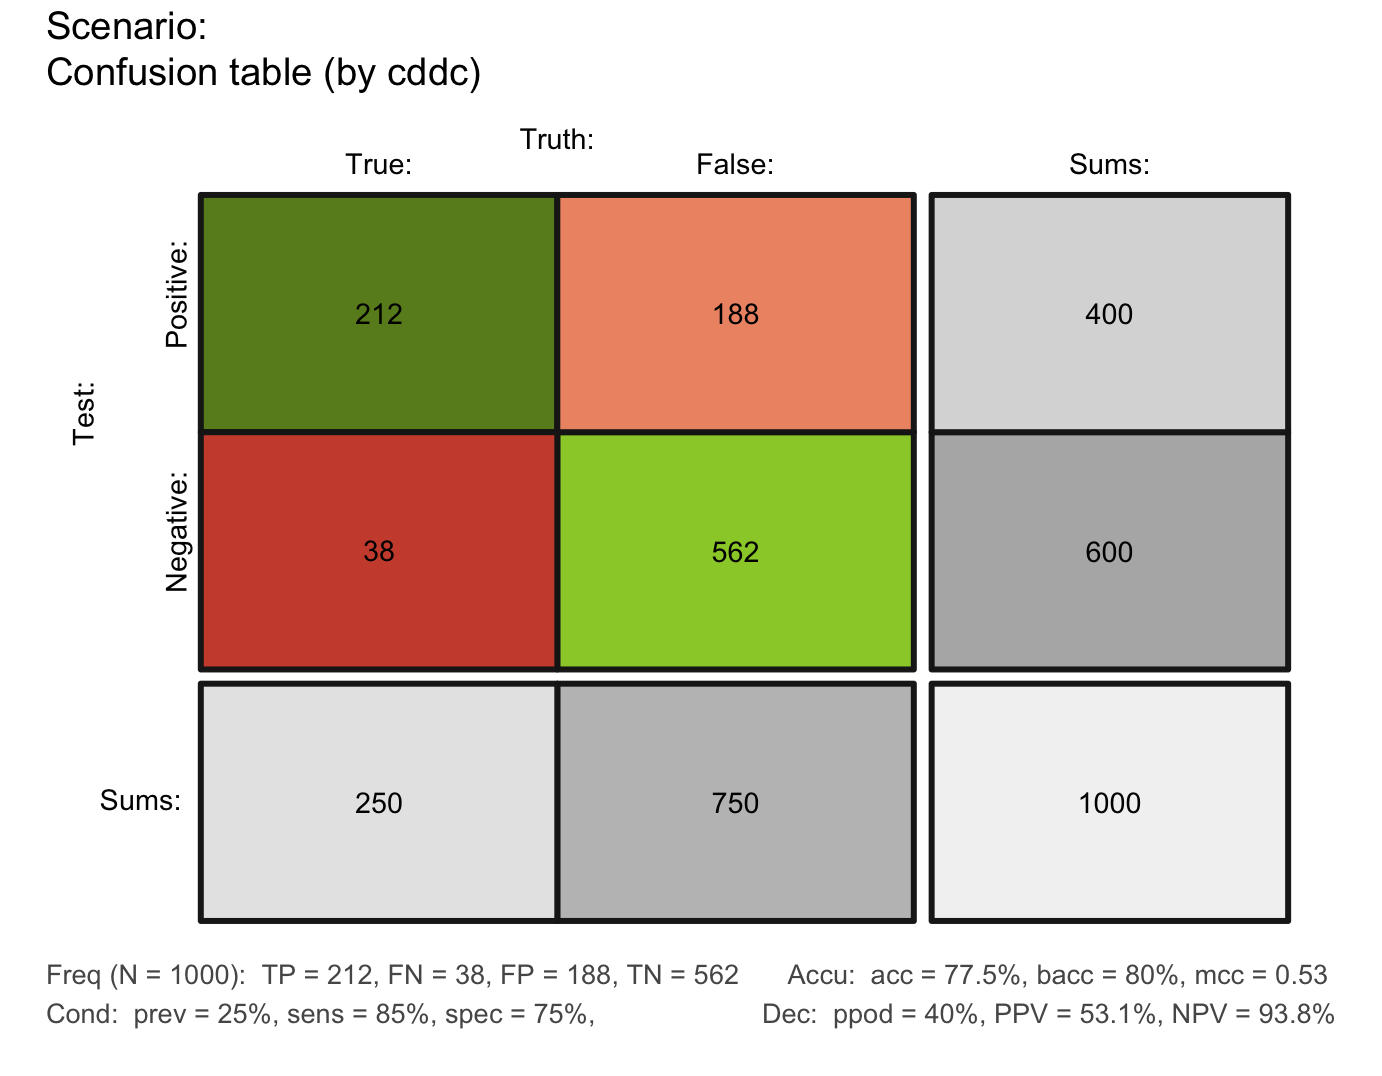 Scenario:
Confusion table (by cddc)
Truth:
True: False: Sums:
Test:
Positive: 212 188 400
Negative: 38 562 600
Sums: 250 750 1000
Freq (N = 1000):  TP = 212, FN = 38, FP = 188, TN = 562 Accu:  acc = 77.5%, bacc = 80%, mcc = 0.53
Cond:  prev = 25%, sens = 85%, spec = 75%, Dec:  ppod = 40%, PPV = 53.1%, NPV = 93.8%